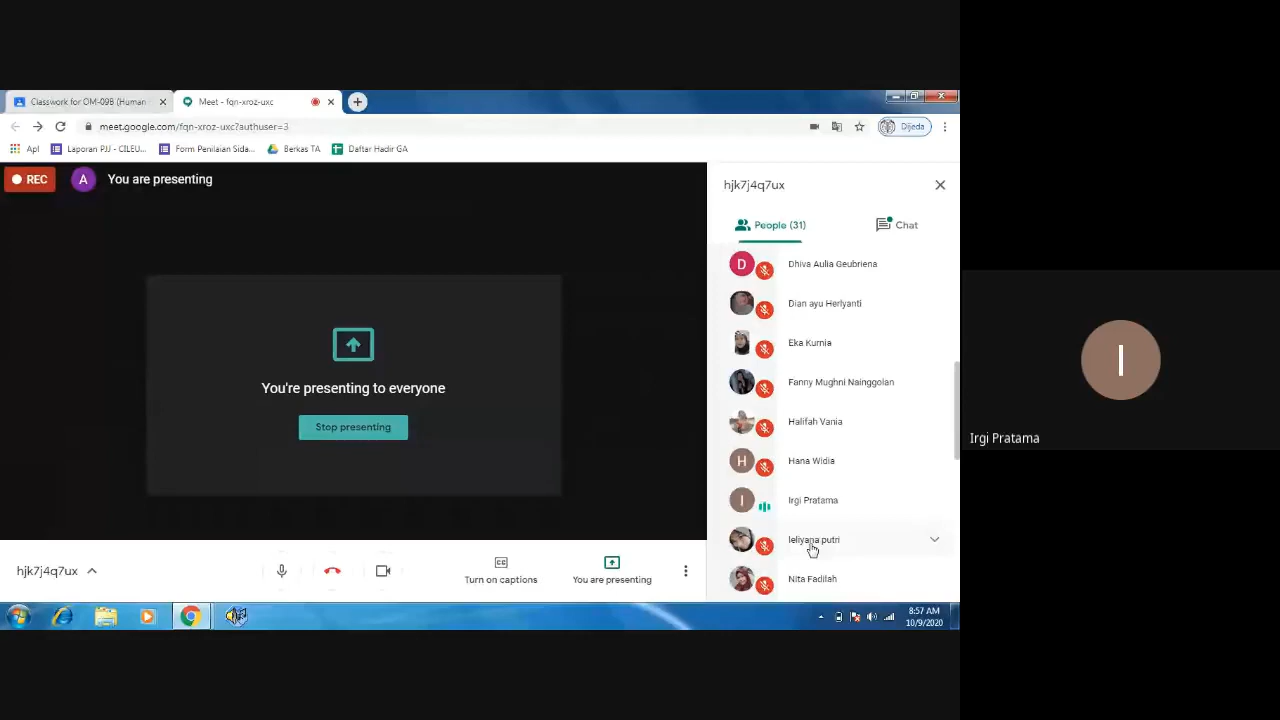 Classwork for OM-098 (Human
Meet - fqn-xroz-uxc
meet.google.com/fqn-xroz-uxc?authuser=3
Dijeda
Apl
Laporan PJJ - CILEU...
Form Penilaian Sida...
Berkas TA
Daftar Hadir GA
REC
A
You are presenting
You're presenting to everyone
Stop presenting
hjk7j4q7ux
People (31)
Chat
D
Dhiva Aulia Geubriena
Dian ayu Herlyanti
Eka Kurnia
Fanny Mughni Nainggolan
Halifah Vania
H
Hana Widia
I
Irgi Pratama
leliyana putri
Nita Fadilah
hjk7j4q7ux
CC
Turn on captions
You are presenting
8:57 AM
10/9/2020
I
Irgi Pratama